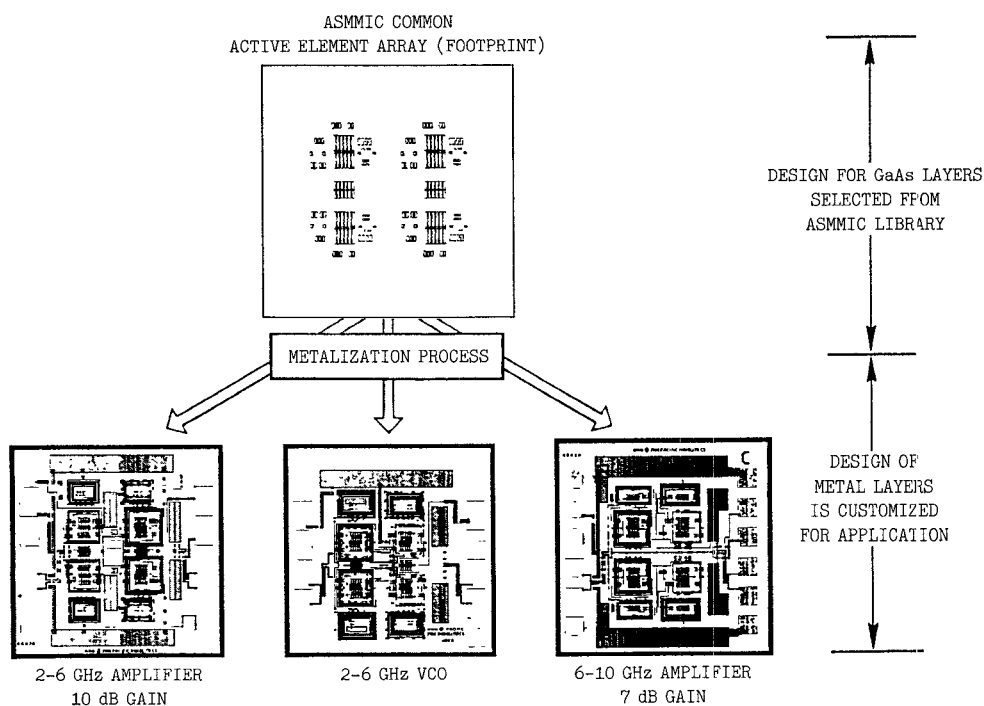 ASMMIC COMMON
ACTIVE ELEMENT ARRAY (FOOTPRINT)
DESIGN FOR GaAs LAYERS
SELECTED FROM
ASMMIC LIBRARY
METALIZATION PROCESS
DESIGN OF
METAL LAYERS
IS CUSTOMIZED
FOR APPLICATION
C
2-6 GHz AMPLIFIER
10 dB GAIN
2-6 GHz VCO
6-10 GHz AMPLIFIER
7 dB GAIN